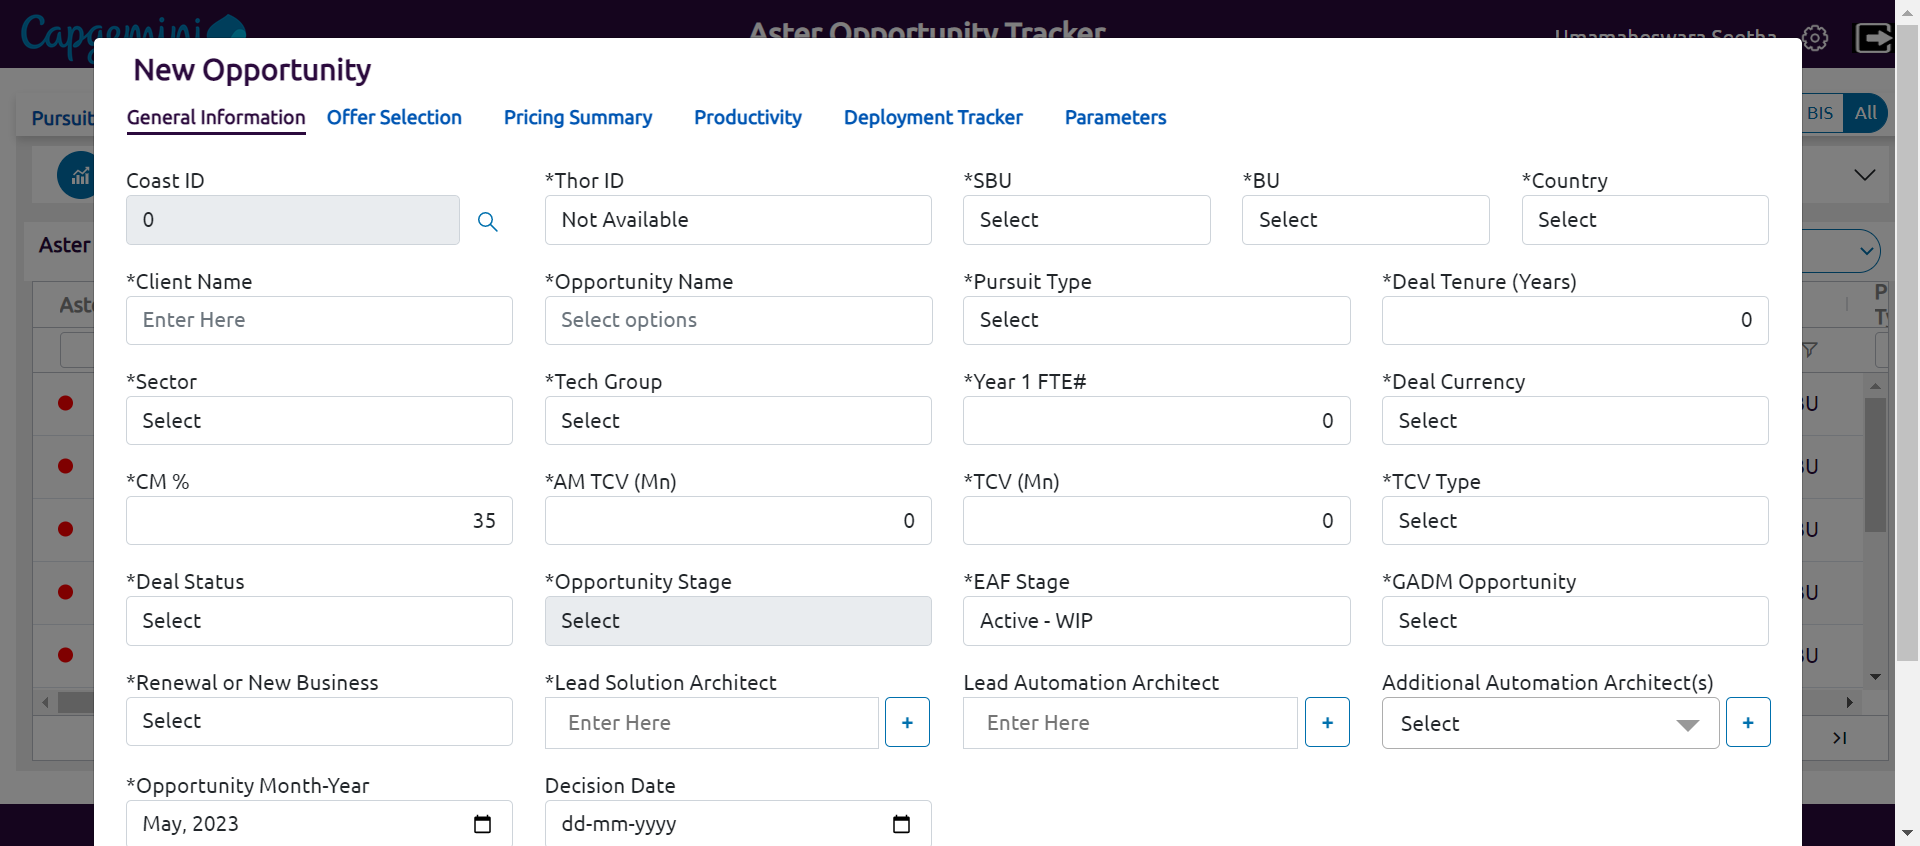 Capgemini
Aster Opportunity Tracker
Umamaheswara Seetha
New Opportunity
General Information Offer Selection Pricing Summary Productivity Deployment Tracker Parameters
Pursuit
BIS All
Coast ID *Thor ID *SBU *BU *Country
0 Not Available Select Select Select
Aster
*Client Name *Opportunity Name *Pursuit Type *Deal Tenure (Years)
Enter Here Select options Select 0
*Sector *Tech Group *Year 1 FTE# *Deal Currency
Select Select 0 Select
BU
*CM % *AM TCV (Mn) *TCV (Mn) *TCV Type
BU
35 0 0 Select
BU
*Deal Status *Opportunity Stage *EAF Stage *GADM Opportunity
BU
Select Select Active - WIP Select
BU
*Renewal or New Business *Lead Solution Architect Lead Automation Architect Additional Automation Architect(s)
Select Enter Here + Enter Here + Select +
*Opportunity Month-Year Decision Date
May, 2023 dd-mm-yyyy